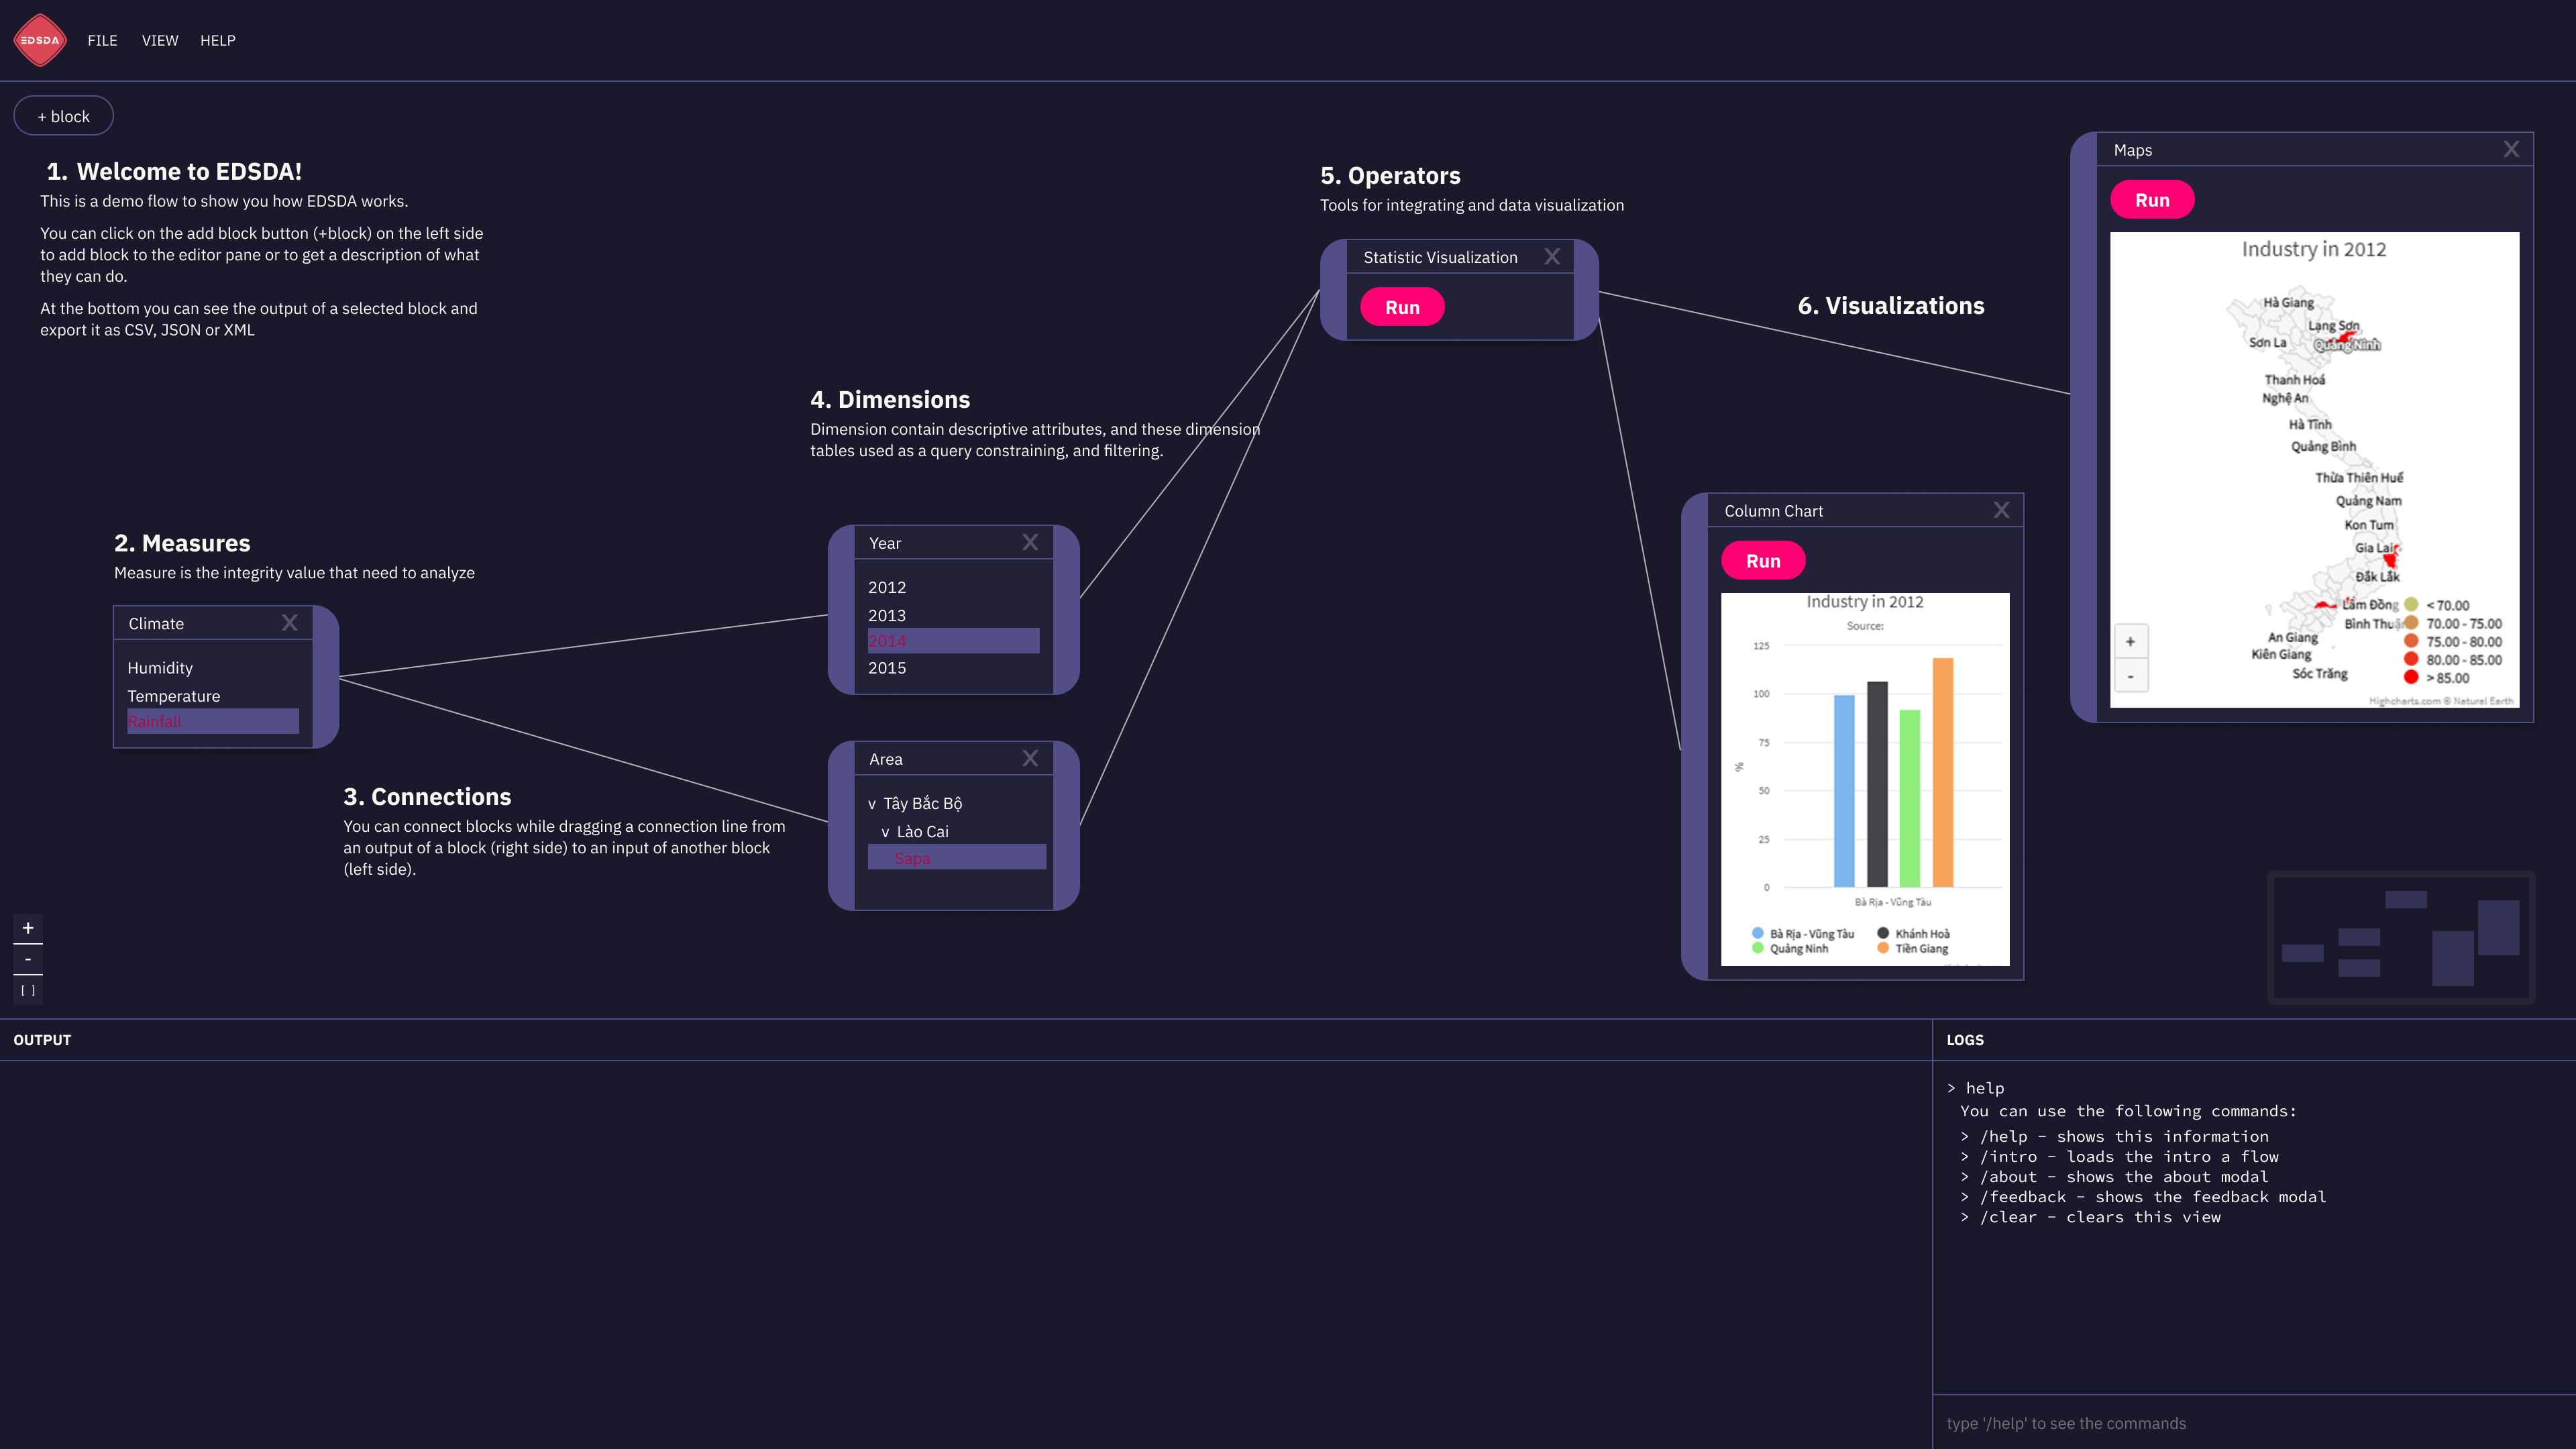 EDSDA
FILE VIEW HELP
+ block
1. Welcome to EDSDA!
This is a demo flow to show you how EDSDA works.
You can click on the add block button (+block) on the left side
to add block to the editor pane or to get a description of what
they can do.
At the bottom you can see the output of a selected block and
export it as CSV, JSON or XML
2. Measures
Measure is the integrity value that need to analyze
Climate X
Humidity
Temperature
Rainfall
3. Connections
You can connect blocks while dragging a connection line from
an output of a block (right side) to an input of another block
(left side).
4. Dimensions
Dimension contain descriptive attributes, and these dimension
tables used as a query constraining, and filtering.
Year X
2012
2013
2014
2015
Area X
v Tây Bắc Bộ
v Lào Cai
Sapa
5. Operators
Tools for integrating and data visualization
Statistic Visualization X
Run
6. Visualizations
Column Chart X
Run
Industry in 2012
Source:
125
100
75
50
25
0
%
Bà Rịa - Vũng Tàu
Bà Rịa - Vũng Tàu
Khánh Hoà
Quảng Ninh
Tiền Giang
Maps X
Run
Industry in 2012
Hà Giang
Lạng Sơn
Sơn La
Quảng Ninh
Thanh Hoá
Nghệ An
Hà Tĩnh
Quảng Bình
Thừa Thiên Huế
Quảng Nam
Kon Tum
Gia Lai
Đắk Lắk
Lâm Đồng
Bình Thuận
An Giang
Kiên Giang
Sóc Trăng
< 70.00
70.00 - 75.00
75.00 - 80.00
80.00 - 85.00
> 85.00
+
-
Highcharts.com © Natural Earth
+
-
[ ]
OUTPUT
LOGS
> help
You can use the following commands:
> /help - shows this information
> /intro - loads the intro a flow
> /about - shows the about modal
> /feedback - shows the feedback modal
> /clear - clears this view
type '/help' to see the commands